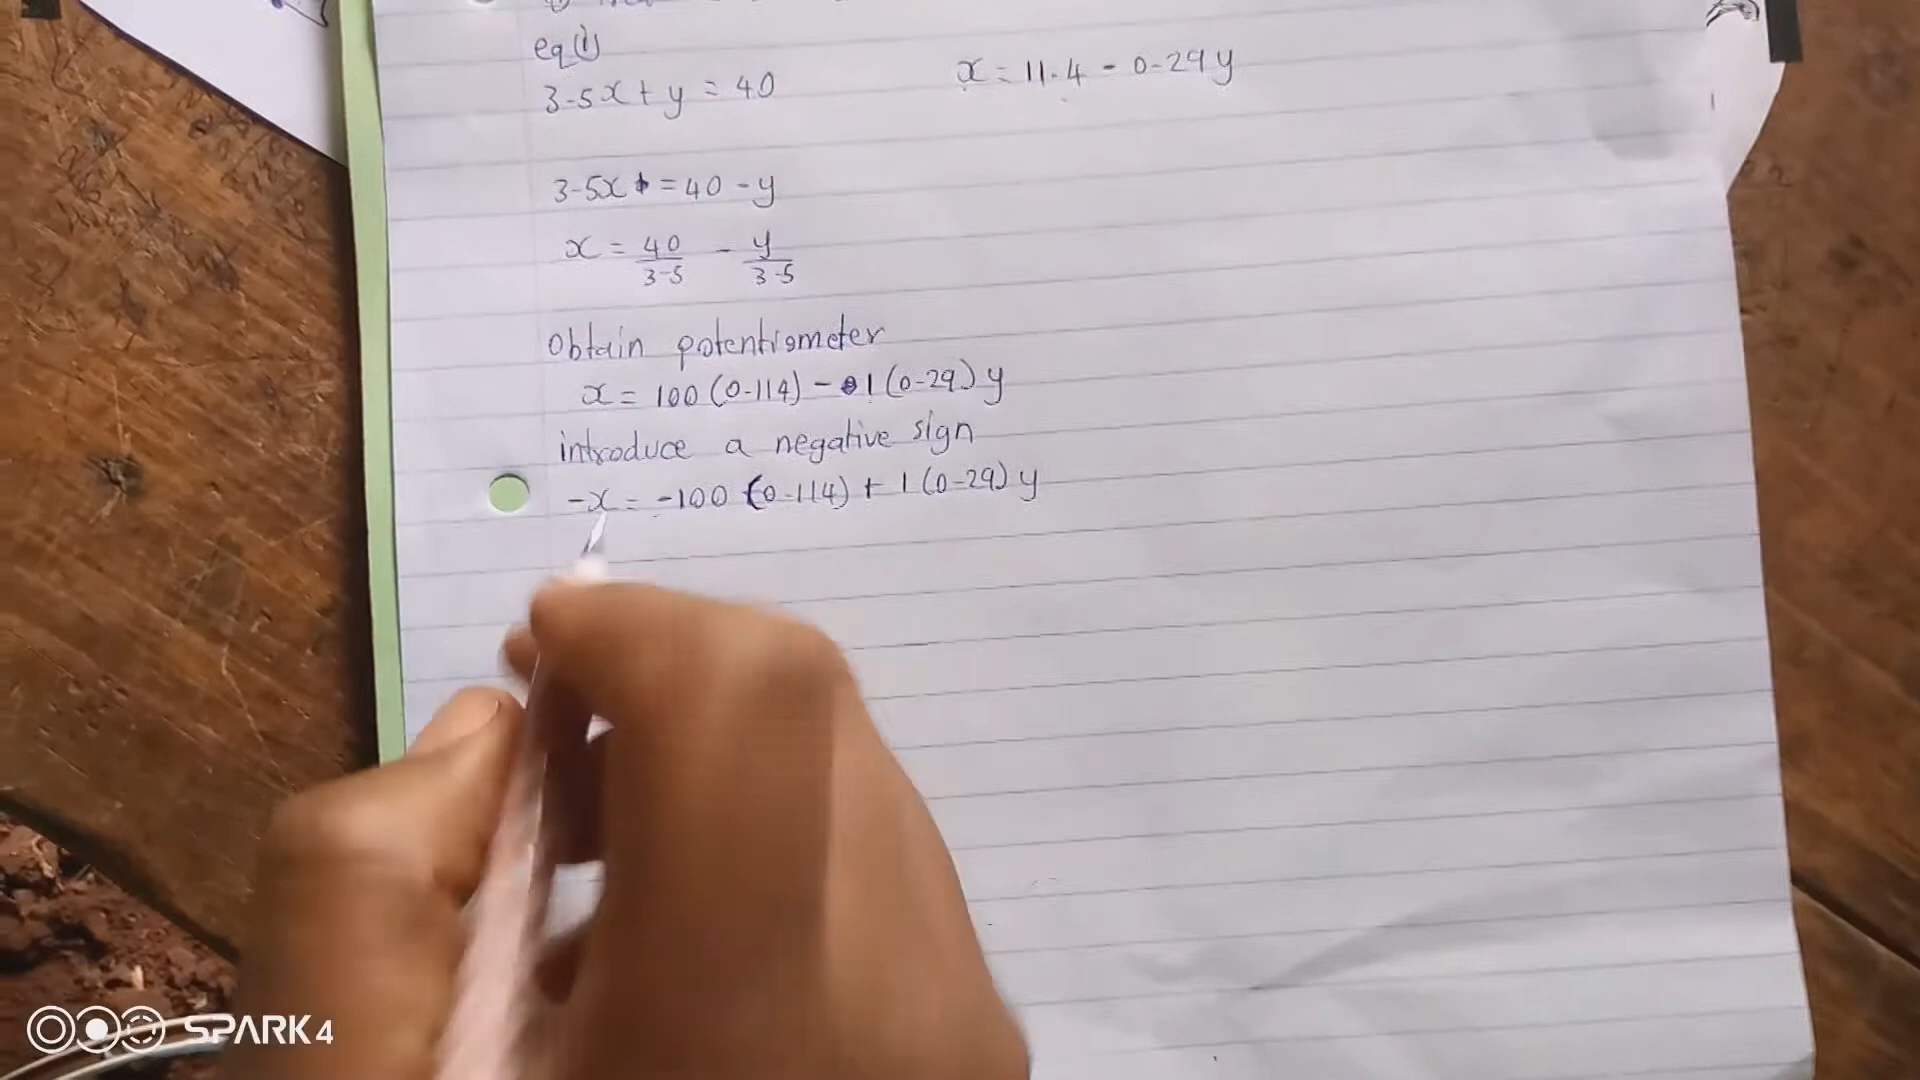 eq(1)
3-5x + y = 40
x = 11.4 - 0-29y
3-5x = 40 - y
x = 40/3-5 - y/3-5
Obtain potentiometer
x = 100 (0-114) - 1 (0-29) y
introduce a negative sign
-x = -100 (0-114) + 1 (0-29) y
SPARK 4